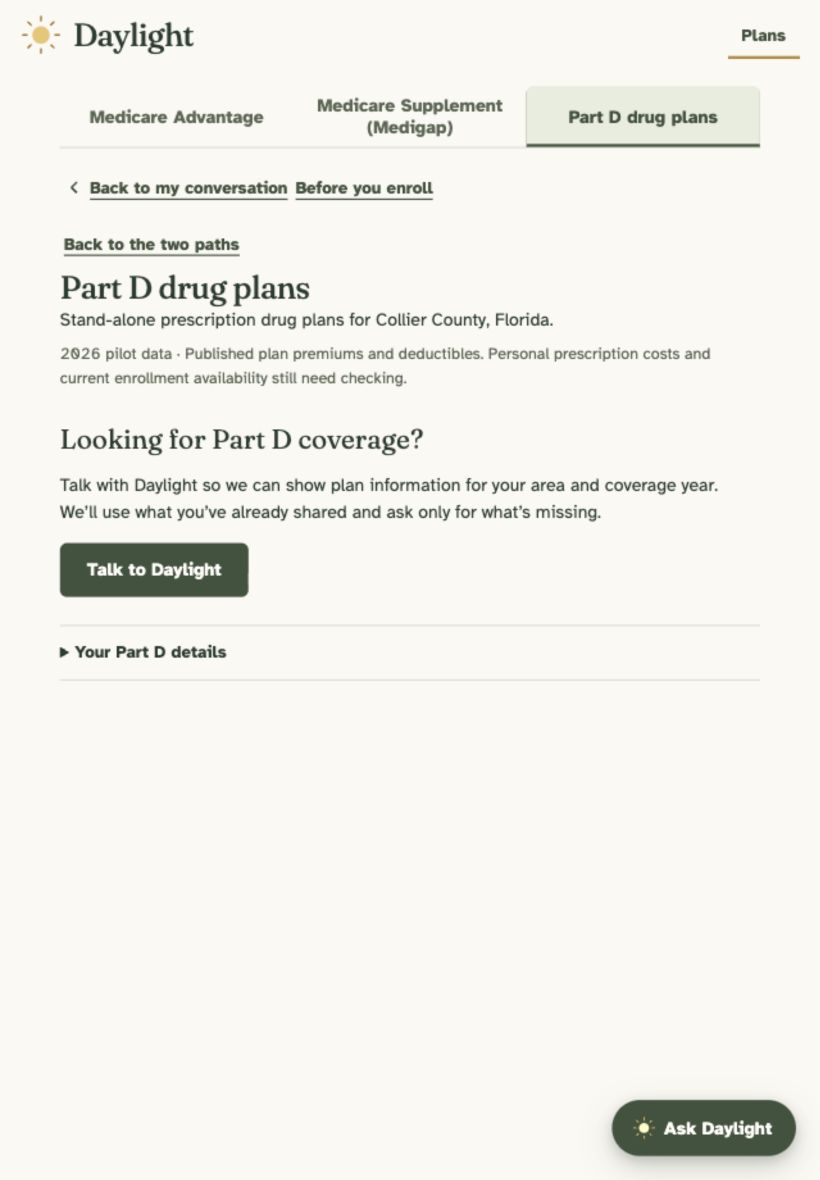 Daylight
Plans
Medicare Advantage
Medicare Supplement
(Medigap)
Part D drug plans
Back to my conversation Before you enroll
Back to the two paths
Part D drug plans
Stand-alone prescription drug plans for Collier County, Florida.
2026 pilot data · Published plan premiums and deductibles. Personal prescription costs and
current enrollment availability still need checking.
Looking for Part D coverage?
Talk with Daylight so we can show plan information for your area and coverage year.
We’ll use what you’ve already shared and ask only for what’s missing.
Talk to Daylight
Your Part D details
Ask Daylight